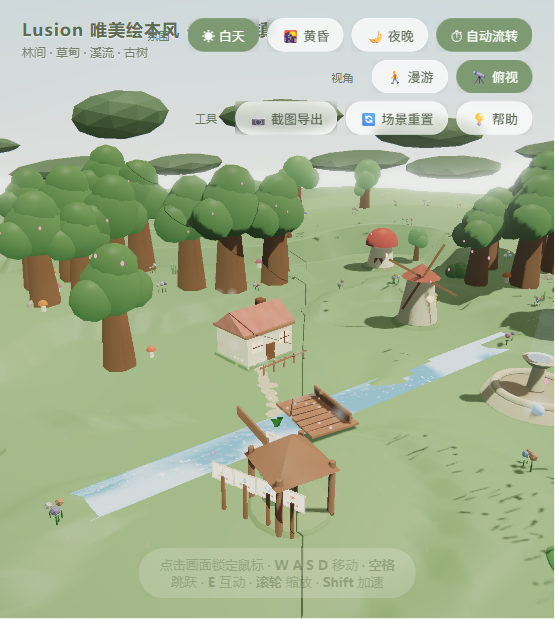 Lusion 唯美绘本风
氛围
☀ 白天
🌇 黄昏
🌙 夜晚
⏱ 自动流转
林间 · 草甸 · 溪流 · 古树
视角
🚶 漫游
🔭 俯视
工具
📷 截图导出
🔄 场景重置
💡 帮助
点击画面锁定鼠标 · W A S D 移动 · 空格
跳跃 · E 互动 · 滚轮 缩放 · Shift 加速